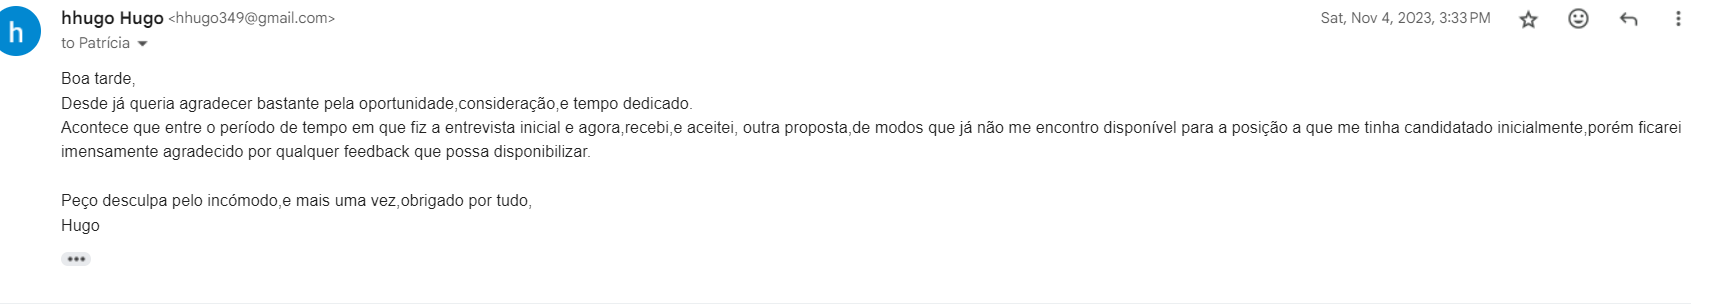 h
hhugo Hugo <hhugo349@gmail.com>
Sat, Nov 4, 2023, 3:33 PM
to Patrícia
Boa tarde,
Desde já queria agradecer bastante pela oportunidade,consideração,e tempo dedicado.
Acontece que entre o período de tempo em que fiz a entrevista inicial e agora,recebi,e aceitei, outra proposta,de modos que já não me encontro disponível para a posição a que me tinha candidatado inicialmente,porém ficarei
imensamente agradecido por qualquer feedback que possa disponibilizar.
Peço desculpa pelo incómodo,e mais uma vez,obrigado por tudo,
Hugo